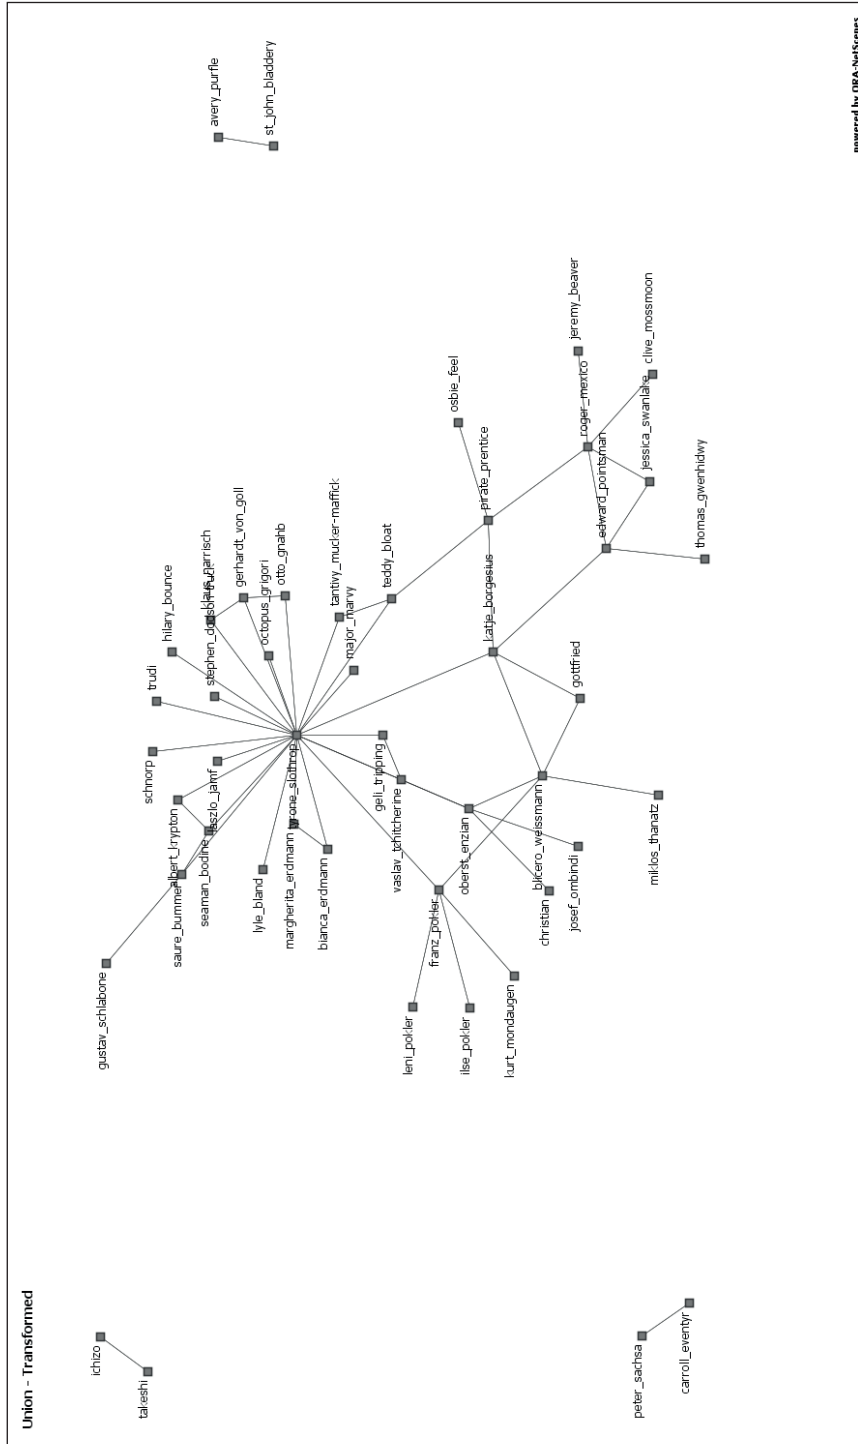 Union - Transformed
ichizo
gustav_schlabone
takeshi
schnorp
trudi
hilary_bounce
albert_krypton
saure_bummer
seaman_bodine
klaus_narrisch
stephen_dodson-truck
laszlo_jamf
avery_purfle
gerhardt_von_goll
lyle_bland
octopus_grigori
st_john_bladdery
otto_gnahb
margherita_erdmann
tyrone_slothrop
bianca_erdmann
tantivy_mucker-maffick
major_marvy
geli_tripping
teddy_bloat
vaslav_tchitcherine
leni_pokler
franz_pokler
osbie_feel
oberst_enzian
ilse_pokler
pirate_prentice
katje_borgesius
kurt_mondaugen
blicero_weissmann
christian
josef_ombindi
gottfried
jeremy_beaver
roger_mexico
edward_pointsman
peter_sachsa
jessica_swanlake
clive_mossmoon
miklos_thanatz
carroll_eventyr
thomas_gwenhidwy
powered by ORA-NetScenes